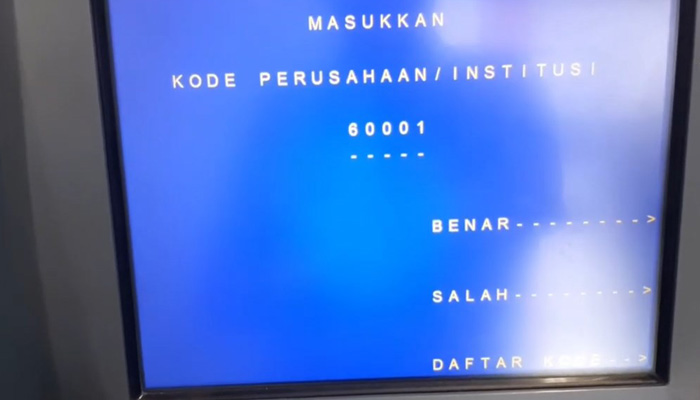 MASUKKAN
KODE PERUSAHAAN/INSTITUSI
60001
-----
BENAR-------->
SALAH-------->
DAFTAR KODE-->